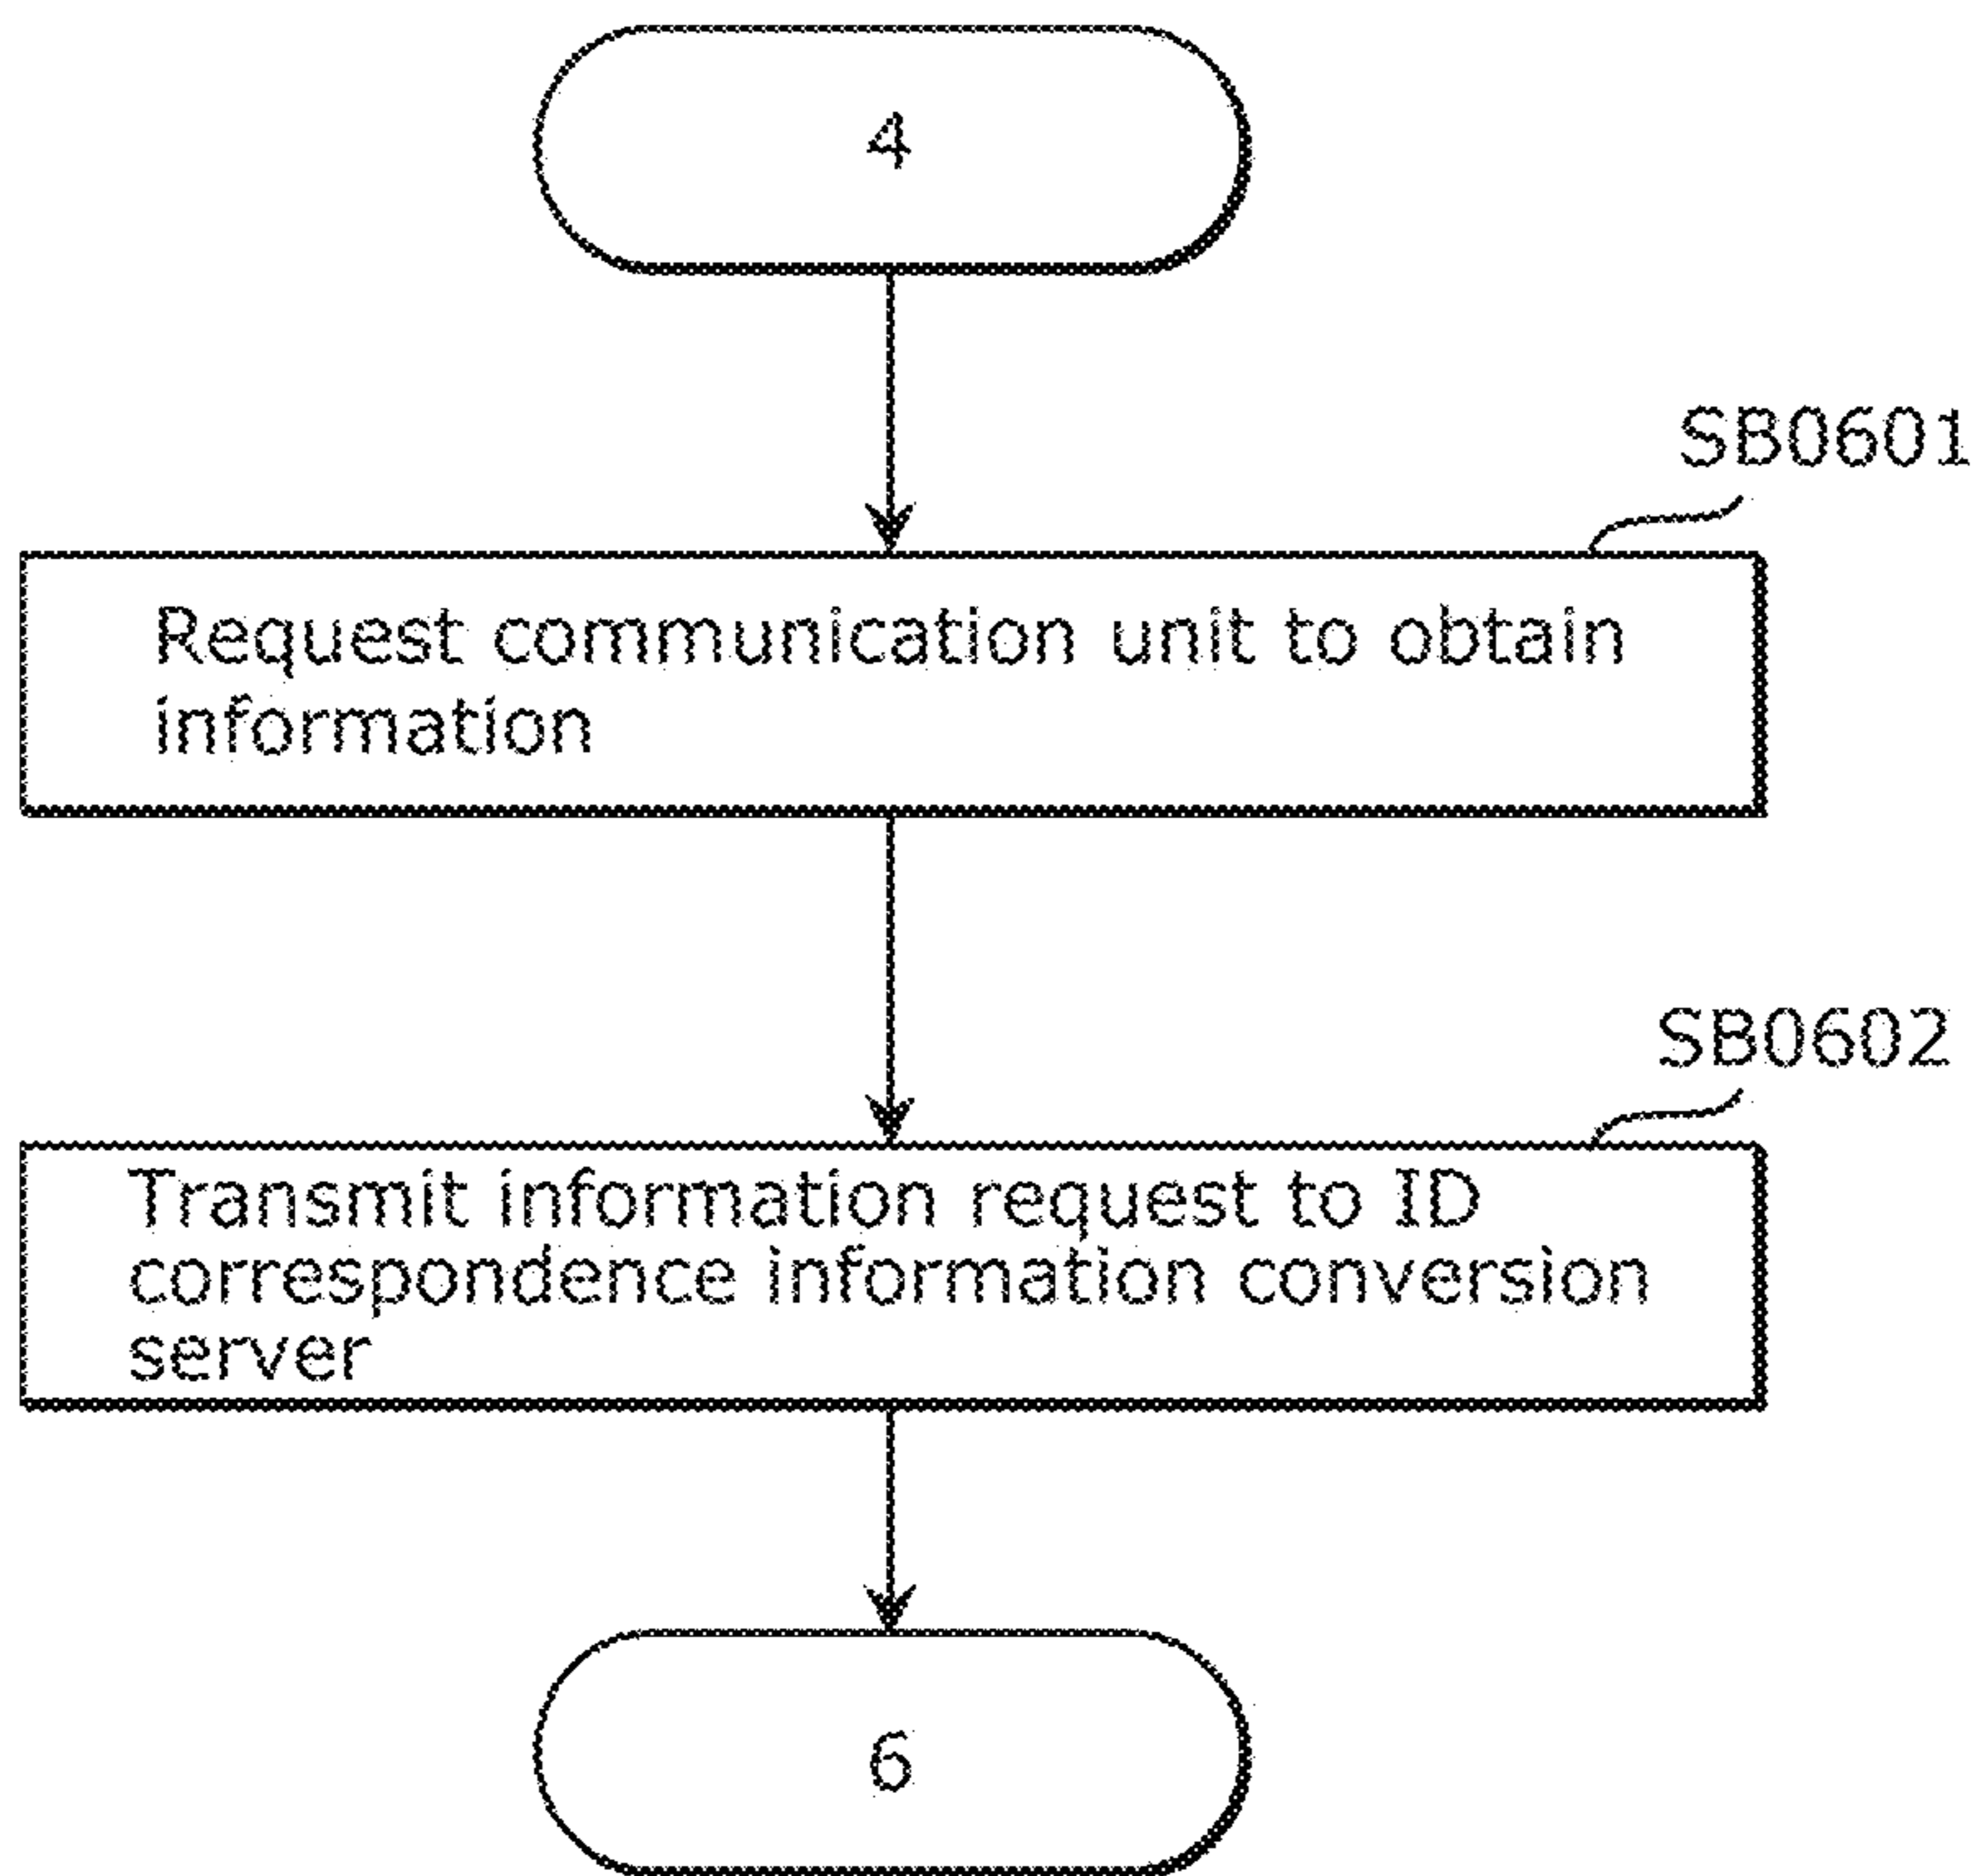 4
SB0601
Request communication unit to obtain
information
SB0602
Transmit information request to ID
correspondence information conversion
server
6